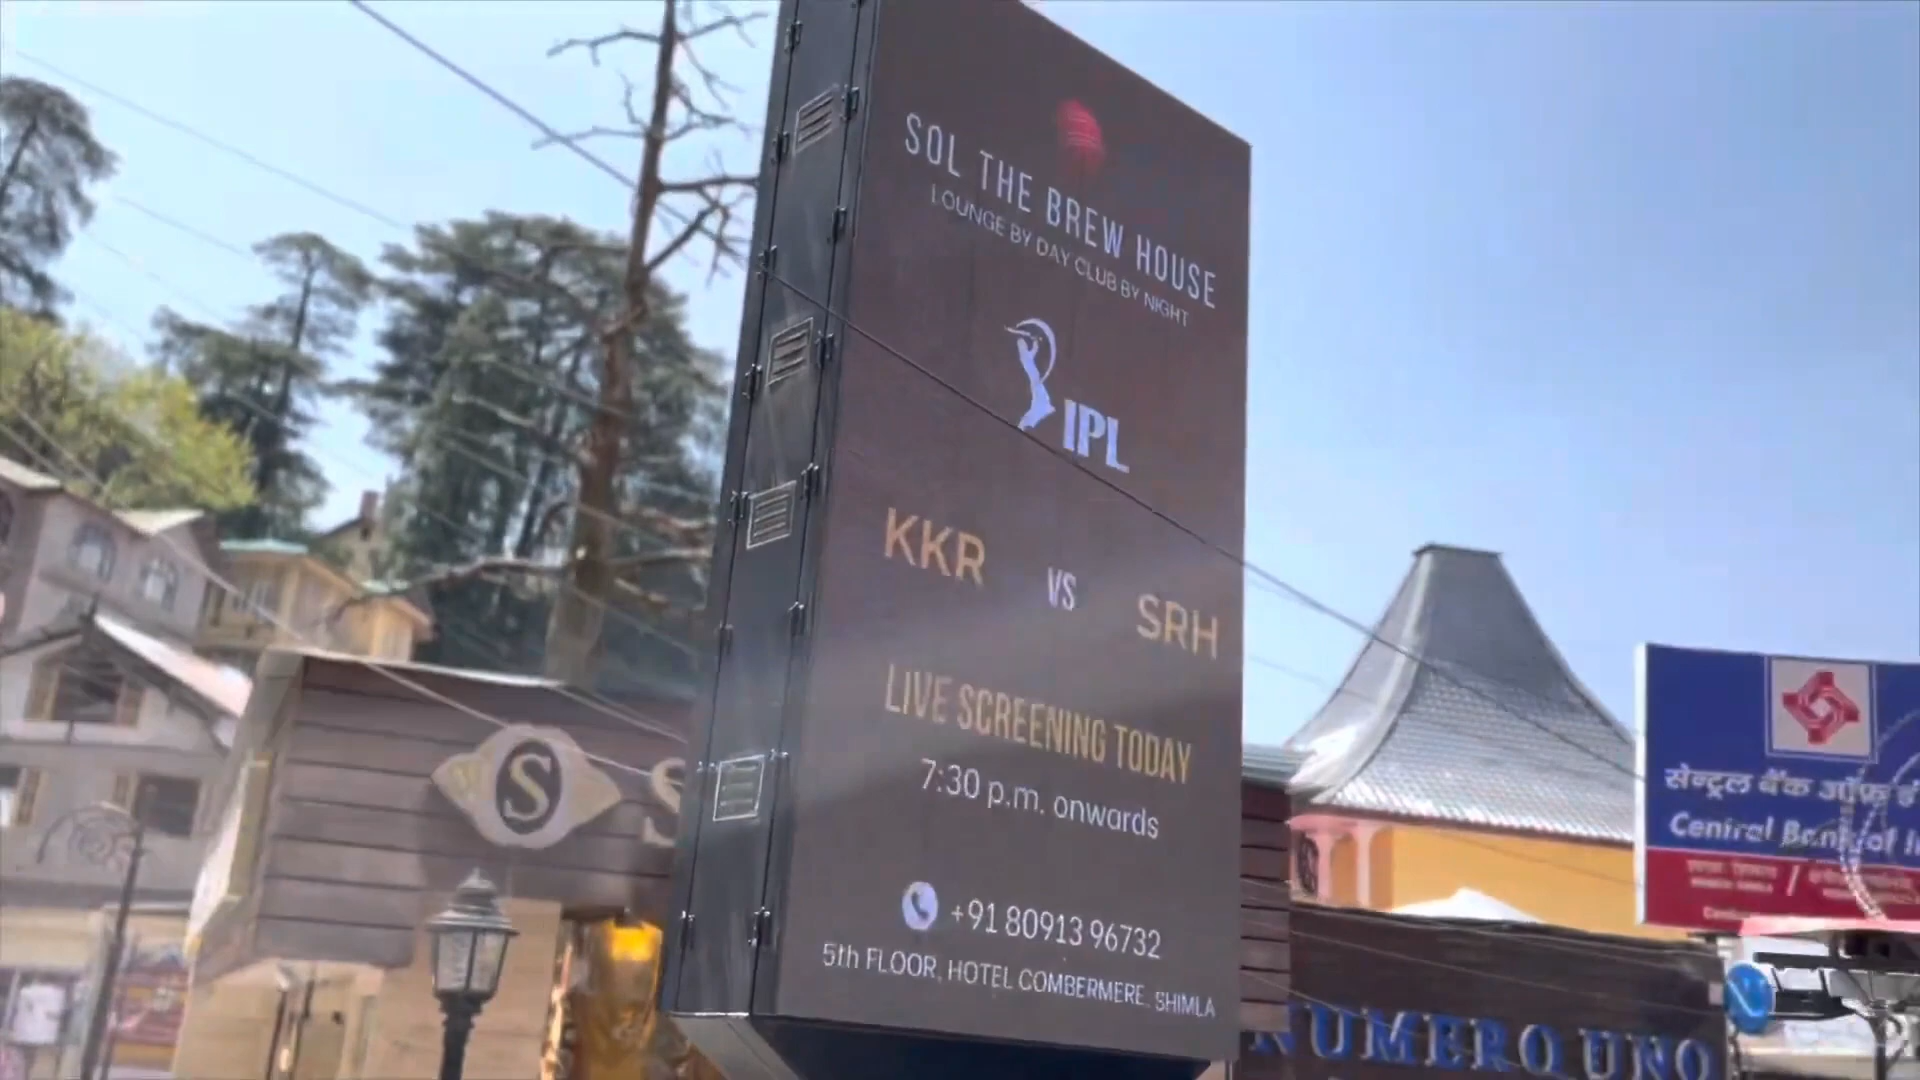 SOL THE BREW HOUSE
LOUNGE BY DAY CLUB BY NIGHT
IPL
KKR VS SRH
LIVE SCREENING TODAY
7:30 p.m. onwards
+91 80913 96732
5th FLOOR, HOTEL COMBERMERE, SHIMLA
S
S
सेन्ट्रल बैंक ऑफ़ इं
Central Bank of I
NUMERO UNO